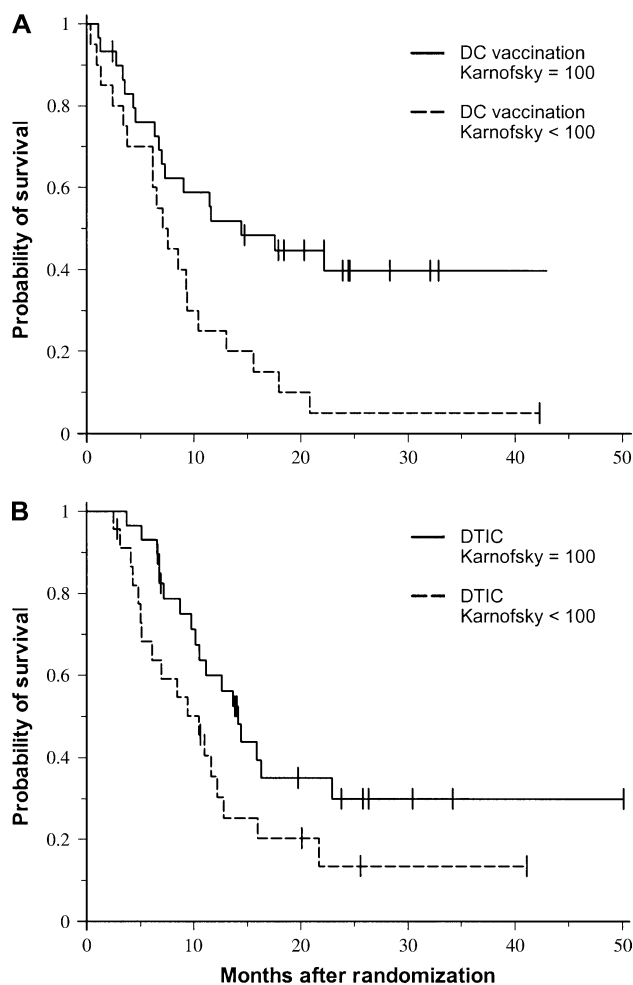 A
DC vaccination
Karnofsky = 100
DC vaccination
Karnofsky < 100
Probability of survival
1
0.8
0.6
0.4
0.2
0
0 10 20 30 40 50
B
DTIC
Karnofsky = 100
DTIC
Karnofsky < 100
Probability of survival
1
0.8
0.6
0.4
0.2
0
0 10 20 30 40 50
Months after randomization